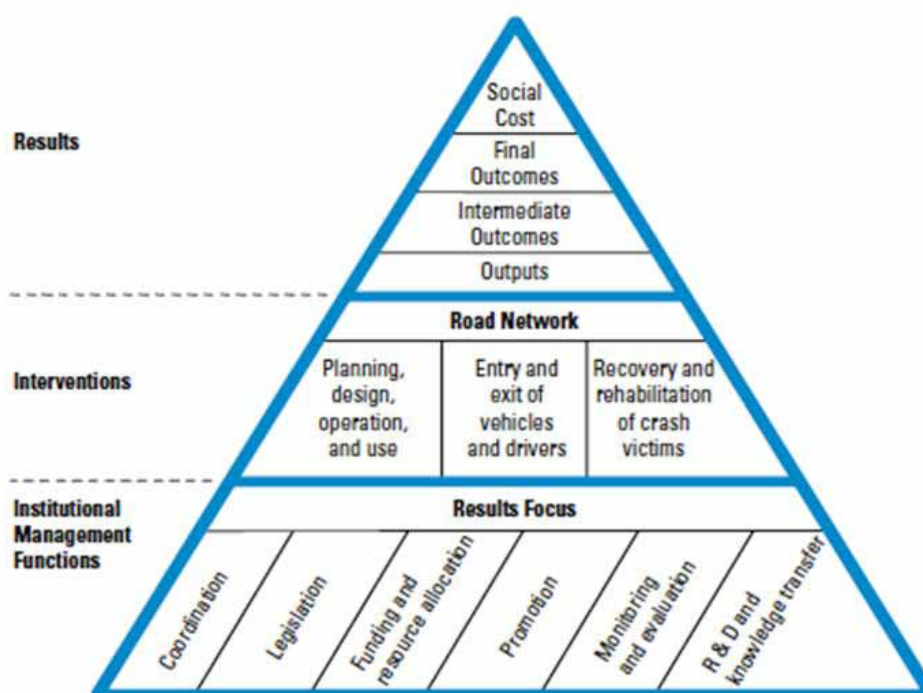 Results
Social
Cost
Final
Outcomes
Intermediate
Outcomes
Outputs
Interventions
Road Network
Planning,
design,
operation,
and use
Entry and
exit of
vehicles
and drivers
Recovery and
rehabilitation
of crash
victims
Institutional
Management
Functions
Results Focus
Coordination
Legislation
Funding and
resource allocation
Promotion
Monitoring
and evaluation
R & D and
knowledge transfer